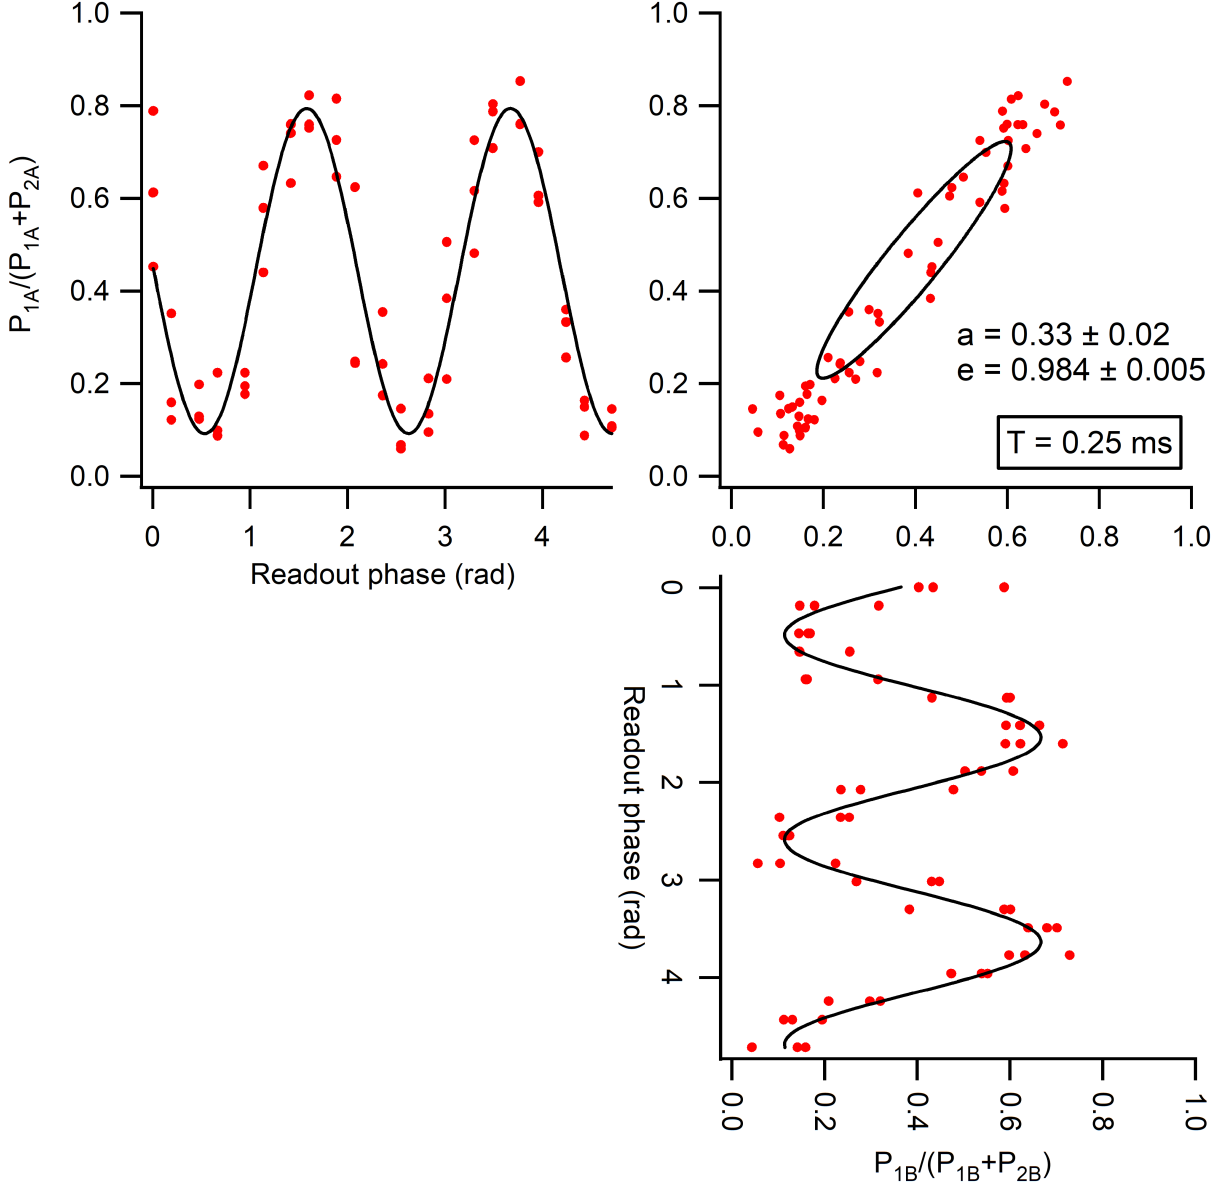 1.0
0.8
0.6
0.4
0.2
0.0
P1A/(P1A+P2A)
0 1 2 3 4
Readout phase (rad)
1.0
0.8
0.6
0.4
0.2
0.0
a = 0.33 ± 0.02
e = 0.984 ± 0.005
T = 0.25 ms
0.0 0.2 0.4 0.6 0.8 1.0
0
1
2
3
4
Readout phase (rad)
0.0 0.2 0.4 0.6 0.8 1.0
P1B/(P1B+P2B)